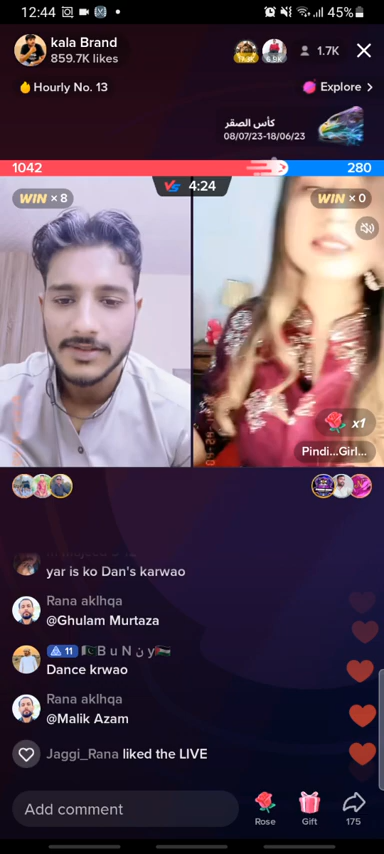 12:44
45%
kala Brand
859.7K likes
1.7K
Hourly No. 13
Explore
كأس الصقر
08/07/23-18/06/23
1042
280
VS 4:24
WIN × 8
WIN × 0
x1
Pindi...Girl...
yar is ko Dan's karwao
Rana aklhqa
@Ghulam Murtaza
11 🇵🇰B u N ن y🇵🇸
Dance krwao
Rana aklhqa
@Malik Azam
Jaggi_Rana liked the LIVE
Add comment
Rose
Gift
175